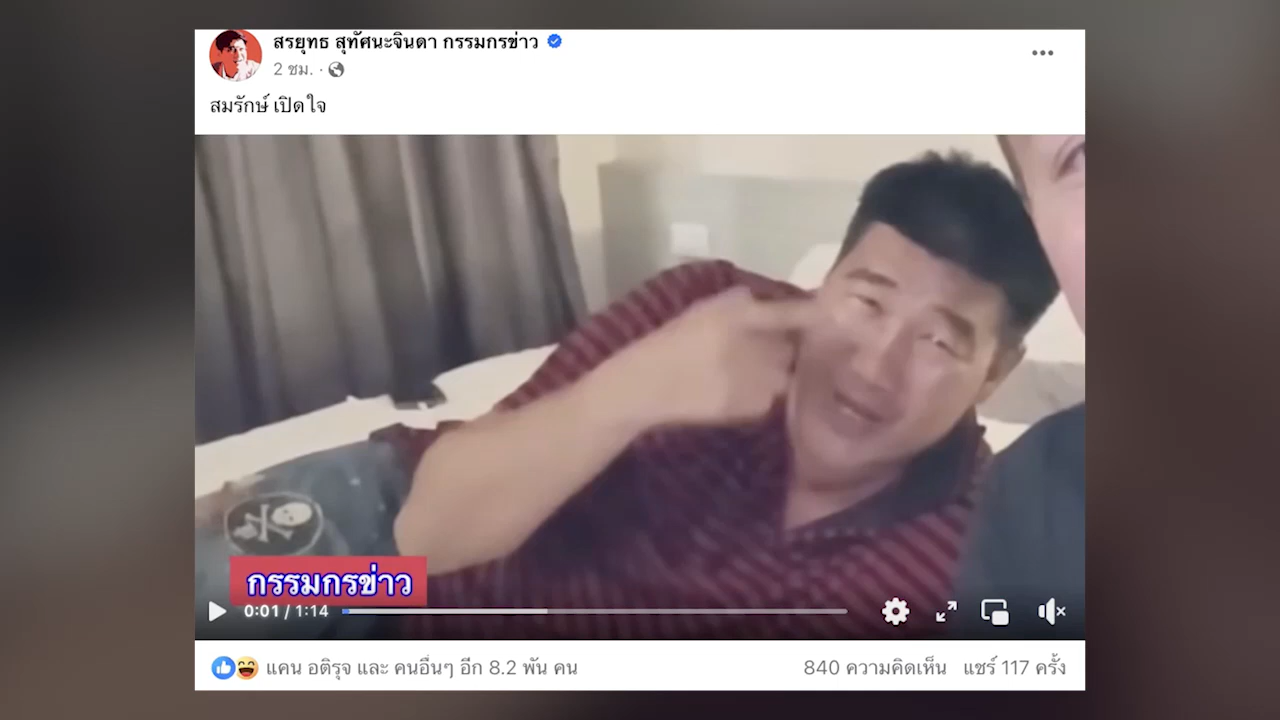 สรยุทธ สุทัศนะจินดา กรรมกรข่าว
2 ชม. ·
สมรักษ์ เปิดใจ
กรรมกรข่าว
0:01 / 1:14
แคน อติรุจ และ คนอื่นๆ อีก 8.2 พัน คน
840 ความคิดเห็น แชร์ 117 ครั้ง